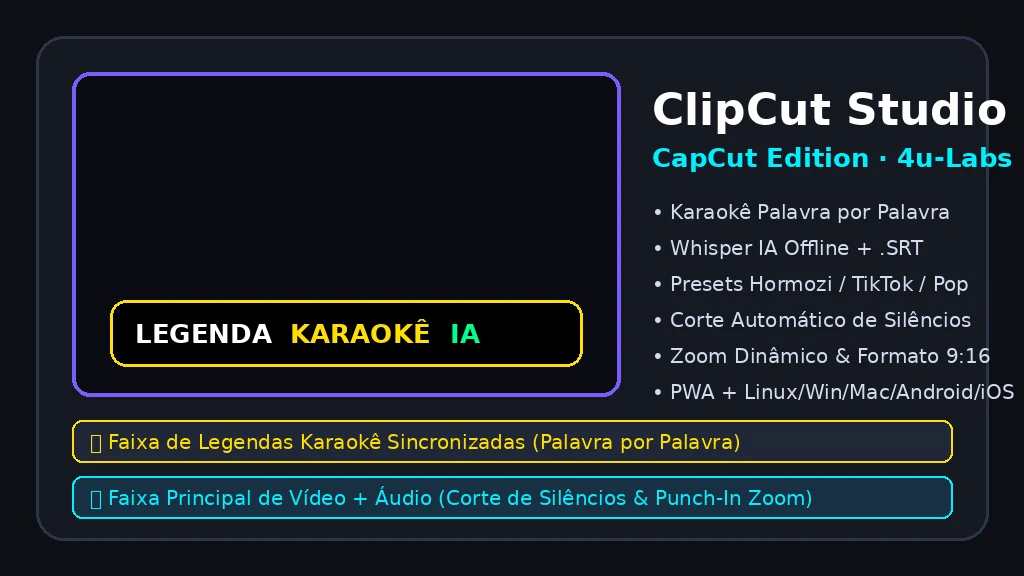 LEGENDA KARAOKÊ IA
ClipCut Studio
CapCut Edition · 4u-Labs
• Karaokê Palavra por Palavra
• Whisper IA Offline + .SRT
• Presets Hormozi / TikTok / Pop
• Corte Automático de Silêncios
• Zoom Dinâmico & Formato 9:16
• PWA + Linux/Win/Mac/Android/iOS
Faixa de Legendas Karaokê Sincronizadas (Palavra por Palavra)
Faixa Principal de Vídeo + Áudio (Corte de Silêncios & Punch-In Zoom)